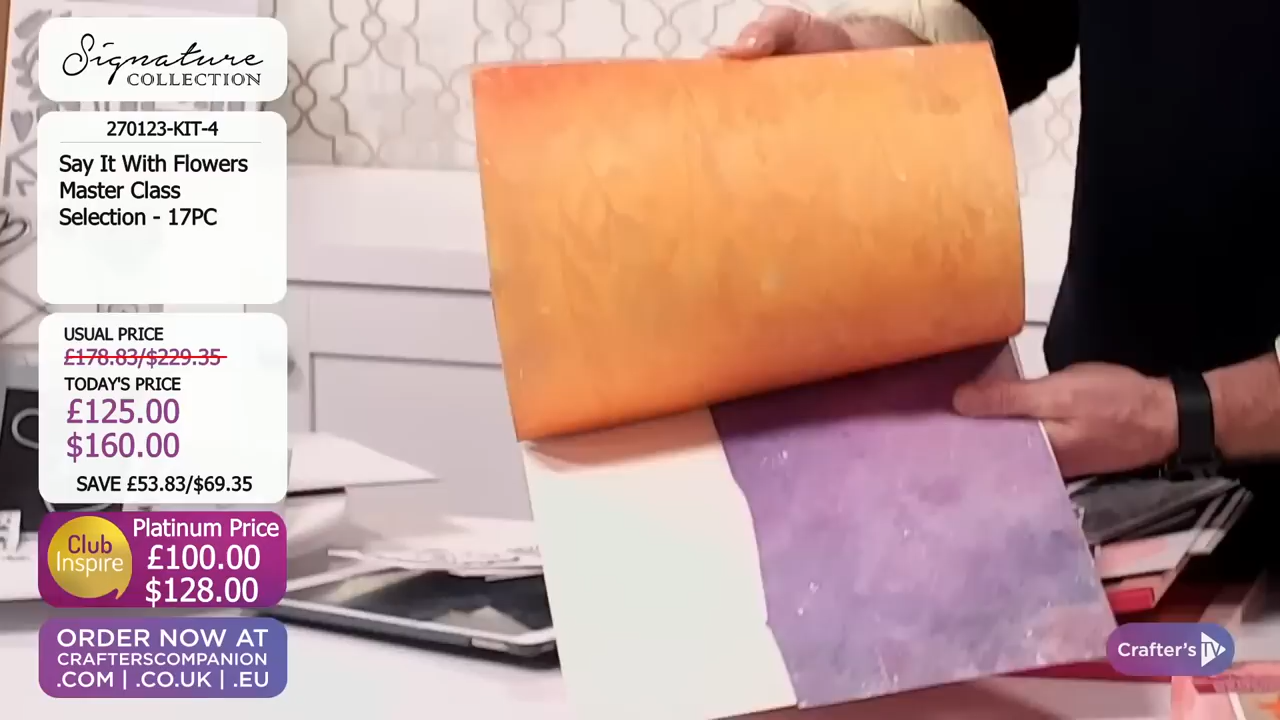 Signature
COLLECTION
270123-KIT-4
Say It With Flowers
Master Class
Selection - 17PC
USUAL PRICE
£178.83/$229.35
TODAY'S PRICE
£125.00
$160.00
SAVE £53.83/$69.35
Club
Inspire
Platinum Price
£100.00
$128.00
ORDER NOW AT
CRAFTERSCOMPANION
.COM | .CO.UK | .EU
Crafter's TV